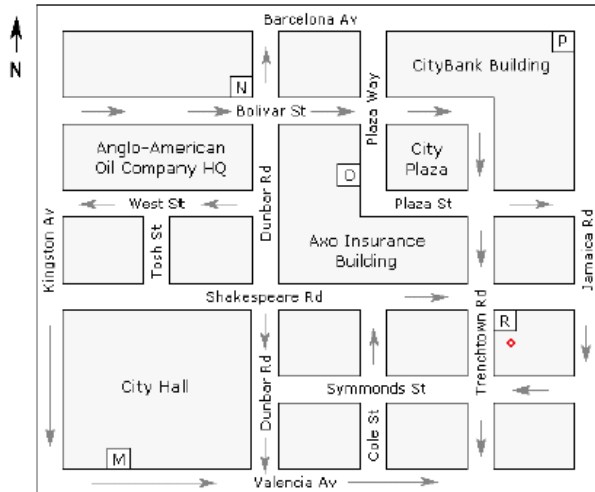 Barcelona Av
N
P
CityBank Building
N
Bolivar St
Plaza Way
Anglo-American
Oil Company HQ
City
Plaza
O
Dunbar Rd
West St
Plaza St
Kingston Av
Tosh St
Axo Insurance
Building
Jamaica Rd
Shakespeare Rd
Trenchtown Rd
R
City Hall
Dunbar Rd
Symmonds St
Cole St
M
Valencia Av